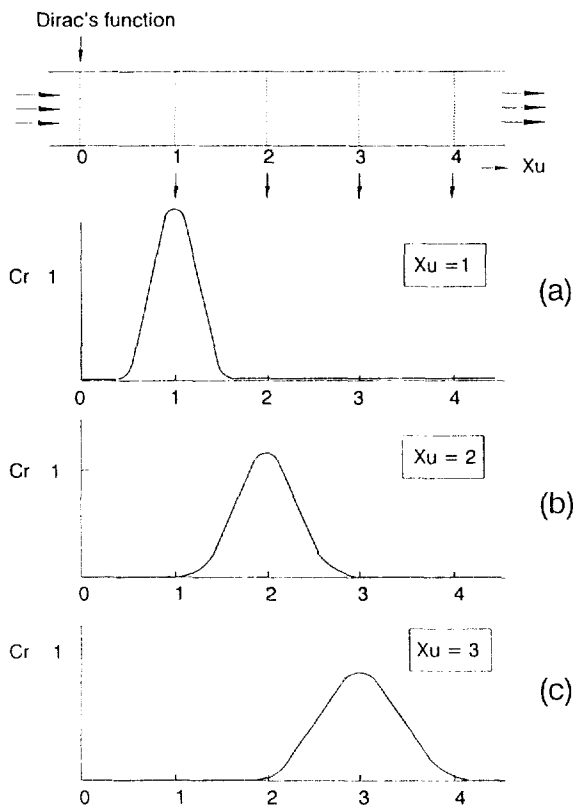 Dirac's function
0 1 2 3 4
Xu
Cr 1
Xu = 1
(a)
0 1 2 3 4
Cr 1
Xu = 2
(b)
0 1 2 3 4
Cr 1
Xu = 3
(c)
0 1 2 3 4